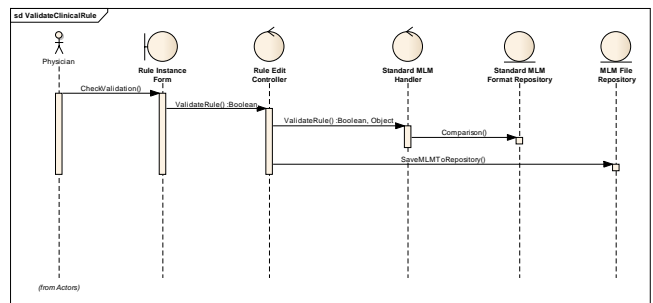 sd ValidateClinicalRule
Physician
Rule Instance
Form
Rule Edit
Controller
Standard MLM
Handler
Standard MLM
Format Repository
MLM File
Repository
CheckValidation()
ValidateRule() :Boolean
ValidateRule() :Boolean, Object
Comparison()
SaveMLMToRepository()
(from Actors)